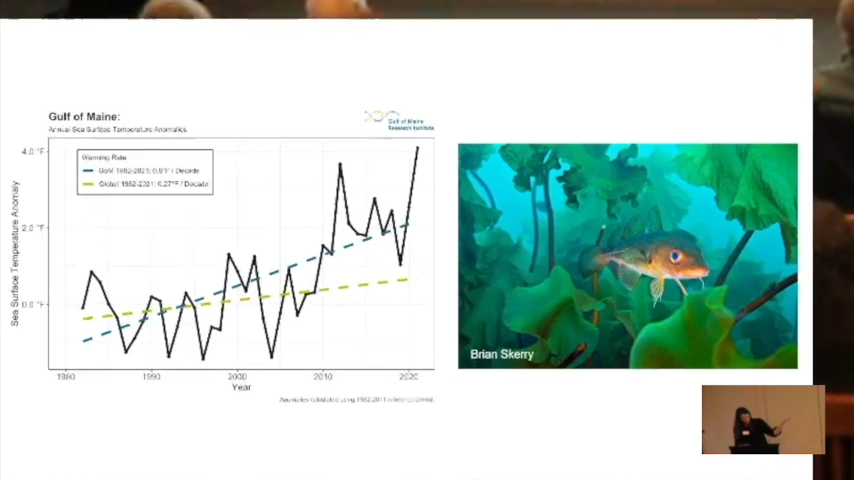 Gulf of Maine:
Annual Sea Surface Temperature Anomalies
Gulf of Maine
Research Institute
4.0 °F
2.0 °F
0.0 °F
Sea Surface Temperature Anomaly
Warming Rate
GoM 1982-2021: 0.9°F / Decade
Global 1982-2021: 0.27°F / Decade
1980
1990
2000
2010
2020
Year
Anomalies calculated using 1982-2011 reference period.
Brian Skerry